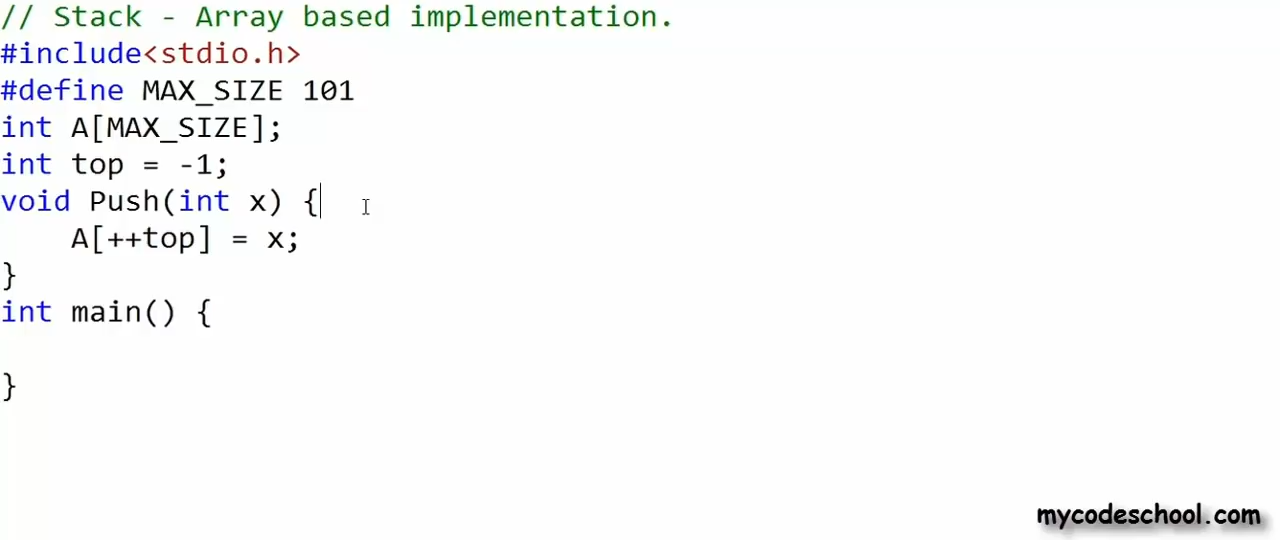 // Stack - Array based implementation.
#include<stdio.h>
#define MAX_SIZE 101
int A[MAX_SIZE];
int top = -1;
void Push(int x) {
    A[++top] = x;
}
int main() {
}
mycodeschool.com